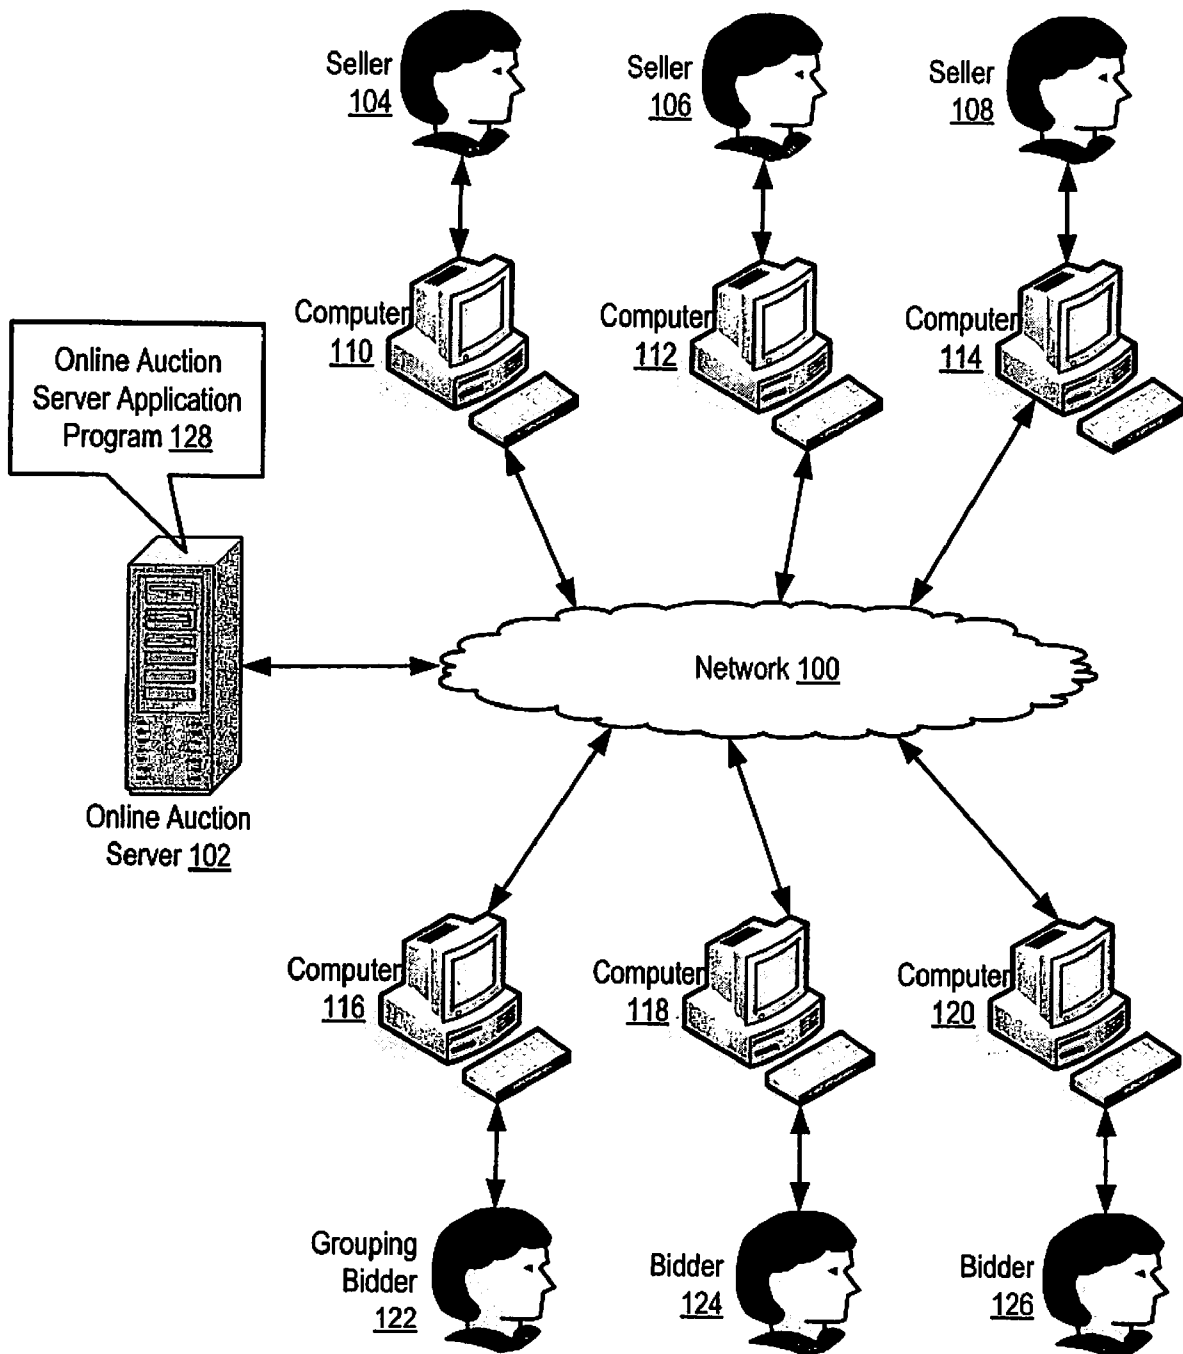 Seller
104
Seller
106
Seller
108
Computer
110
Computer
112
Computer
114
Online Auction
Server Application
Program 128
Network 100
Online Auction
Server 102
Computer
116
Computer
118
Computer
120
Grouping
Bidder
122
Bidder
124
Bidder
126